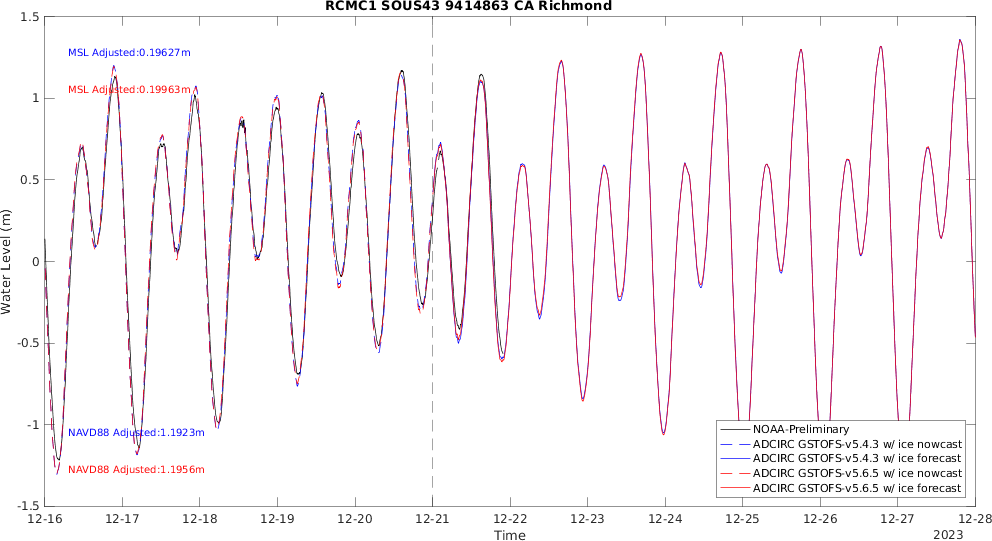 RCMC1 SOUS43 9414863 CA Richmond
1.5
MSL Adjusted:0.19627m
1
MSL Adjusted:0.19963m
0.5
Water Level (m)
0
-0.5
-1
NAVD88 Adjusted:1.1923m
NAVD88 Adjusted:1.1956m
-1.5
NOAA-Preliminary
ADCIRC GSTOFS-v5.4.3 w/ ice nowcast
ADCIRC GSTOFS-v5.4.3 w/ ice forecast
ADCIRC GSTOFS-v5.6.5 w/ ice nowcast
ADCIRC GSTOFS-v5.6.5 w/ ice forecast
12-16 12-17 12-18 12-19 12-20 12-21 12-22 12-23 12-24 12-25 12-26 12-27 12-28
Time
2023